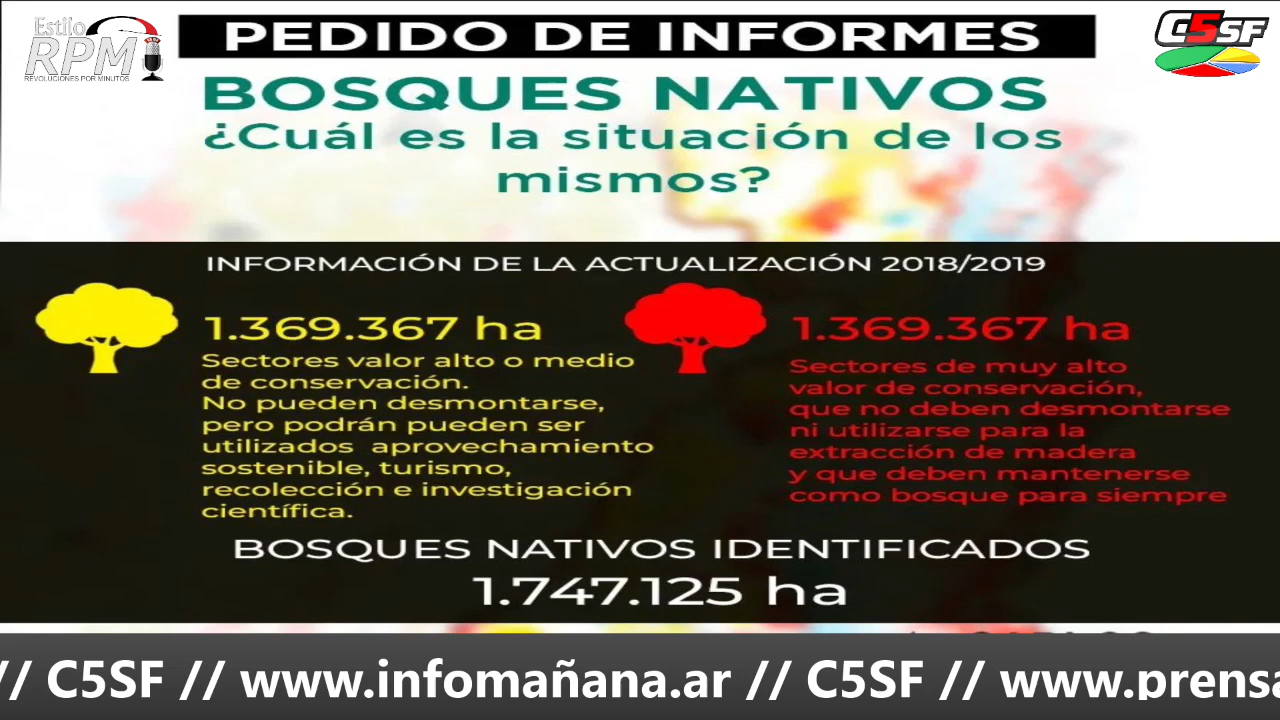 Estilo
RPM
REVOLUCIONES POR MINUTOS
PEDIDO DE INFORMES
C5SF
BOSQUES NATIVOS
¿Cuál es la situación de los
mismos?
INFORMACIÓN DE LA ACTUALIZACIÓN 2018/2019
1.369.367 ha
Sectores valor alto o medio
de conservación.
No pueden desmontarse,
pero podrán pueden ser
utilizados aprovechamiento
sostenible, turismo,
recolección e investigación
científica.
1.369.367 ha
Sectores de muy alto
valor de conservación,
que no deben desmontarse
ni utilizarse para la
extracción de madera
y que deben mantenerse
como bosque para siempre
BOSQUES NATIVOS IDENTIFICADOS
1.747.125 ha
// C5SF // www.infomañana.ar // C5SF // www.prensa